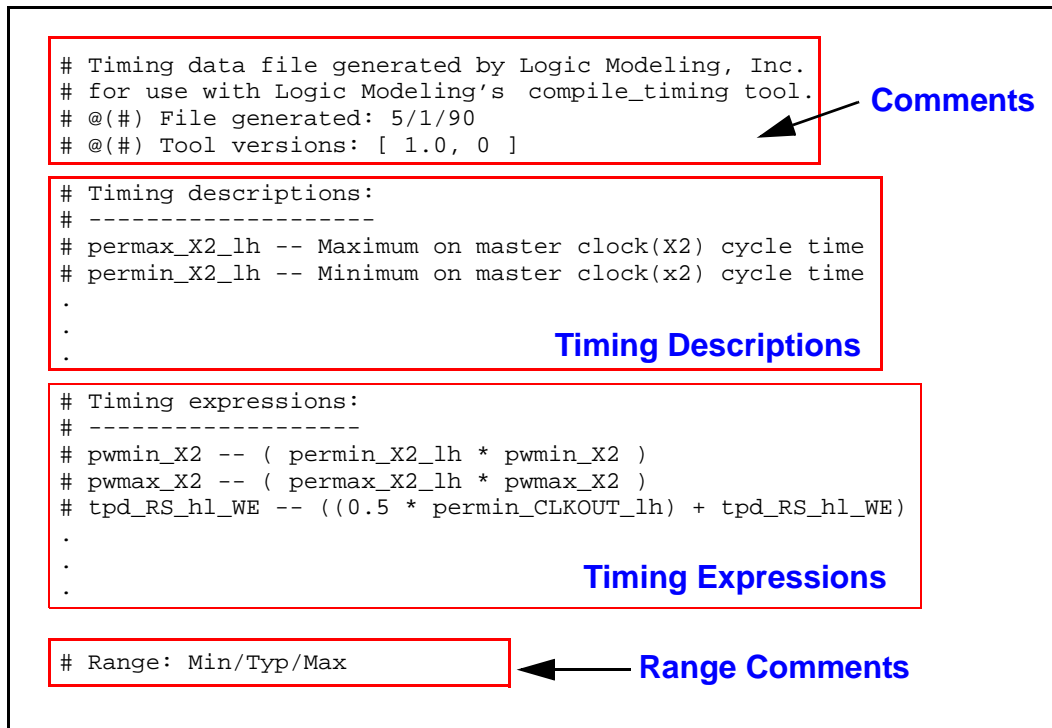 # Timing data file generated by Logic Modeling, Inc.
# for use with Logic Modeling's compile_timing tool.
# @(#) File generated: 5/1/90
# @(#) Tool versions: [ 1.0, 0 ]
Comments
# Timing descriptions:
# --------------------
# permax_X2_lh -- Maximum on master clock(X2) cycle time
# permin_X2_lh -- Minimum on master clock(x2) cycle time
.
.
.
Timing Descriptions
# Timing expressions:
# -------------------
# pwmin_X2 -- ( permin_X2_lh * pwmin_X2 )
# pwmax_X2 -- ( permax_X2_lh * pwmax_X2 )
# tpd_RS_hl_WE -- ((0.5 * permin_CLKOUT_lh) + tpd_RS_hl_WE)
.
.
.
Timing Expressions
# Range: Min/Typ/Max
Range Comments